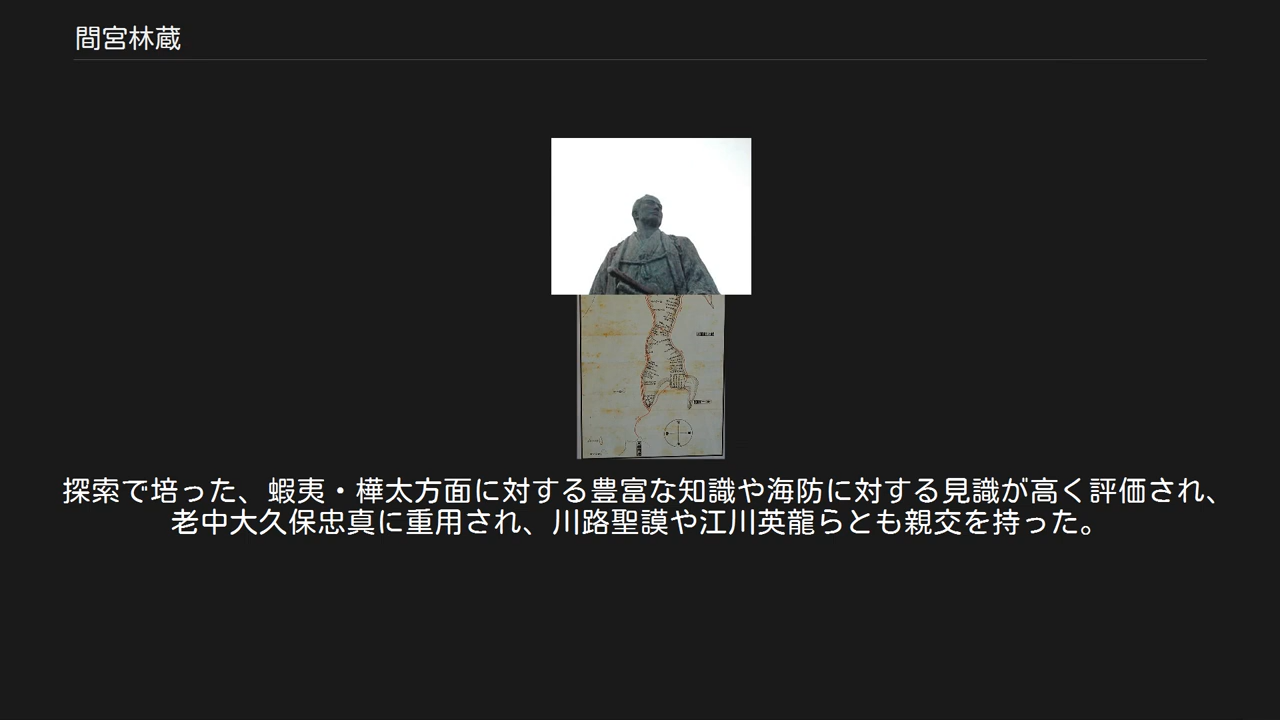 間宮林蔵
探索で培った、蝦夷・樺太方面に対する豊富な知識や海防に対する見識が高く評価され、
老中大久保忠真に重用され、川路聖謨や江川英龍らとも親交を持った。